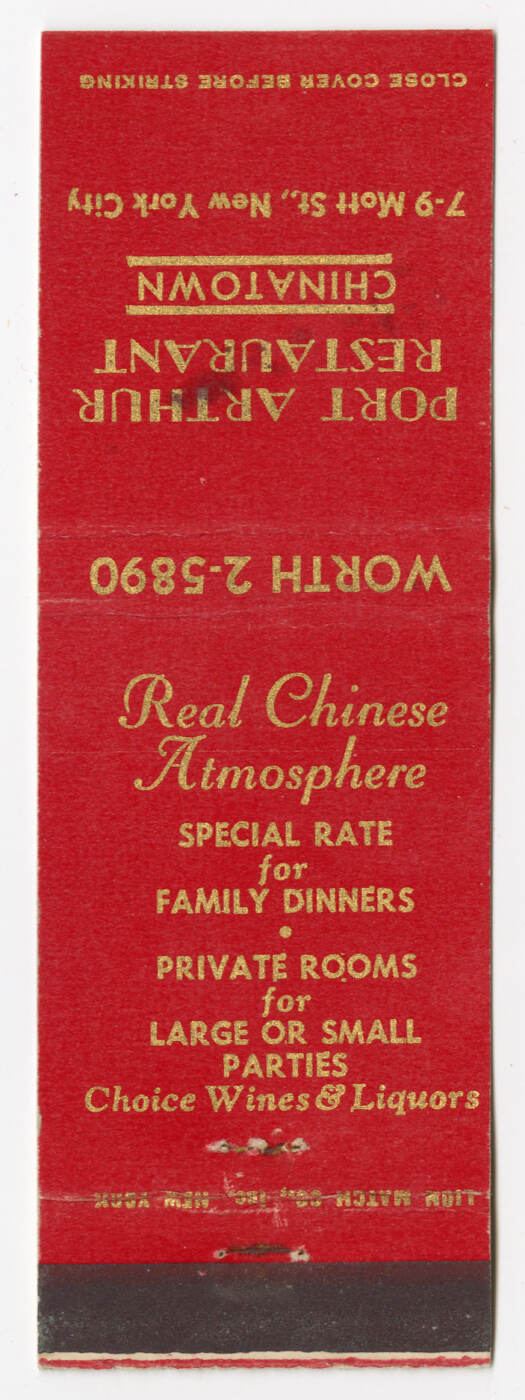 CLOSE COVER BEFORE STRIKING
7-9 Mott St., New York City
CHINATOWN
PORT ARTHUR
RESTAURANT
WORTH 2-5890
Real Chinese
Atmosphere
SPECIAL RATE
for
FAMILY DINNERS
•
PRIVATE ROOMS
for
LARGE OR SMALL
PARTIES
Choice Wines & Liquors
LION MATCH CO., INC., NEW YORK